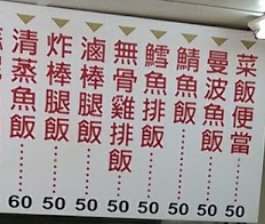 菜飯便當⋯⋯50
曼波魚飯⋯⋯50
鯖魚飯⋯⋯50
鱈魚排飯⋯⋯50
無骨雞排飯⋯⋯50
滷棒腿飯⋯⋯50
炸棒腿飯⋯⋯50
清蒸魚飯⋯⋯60